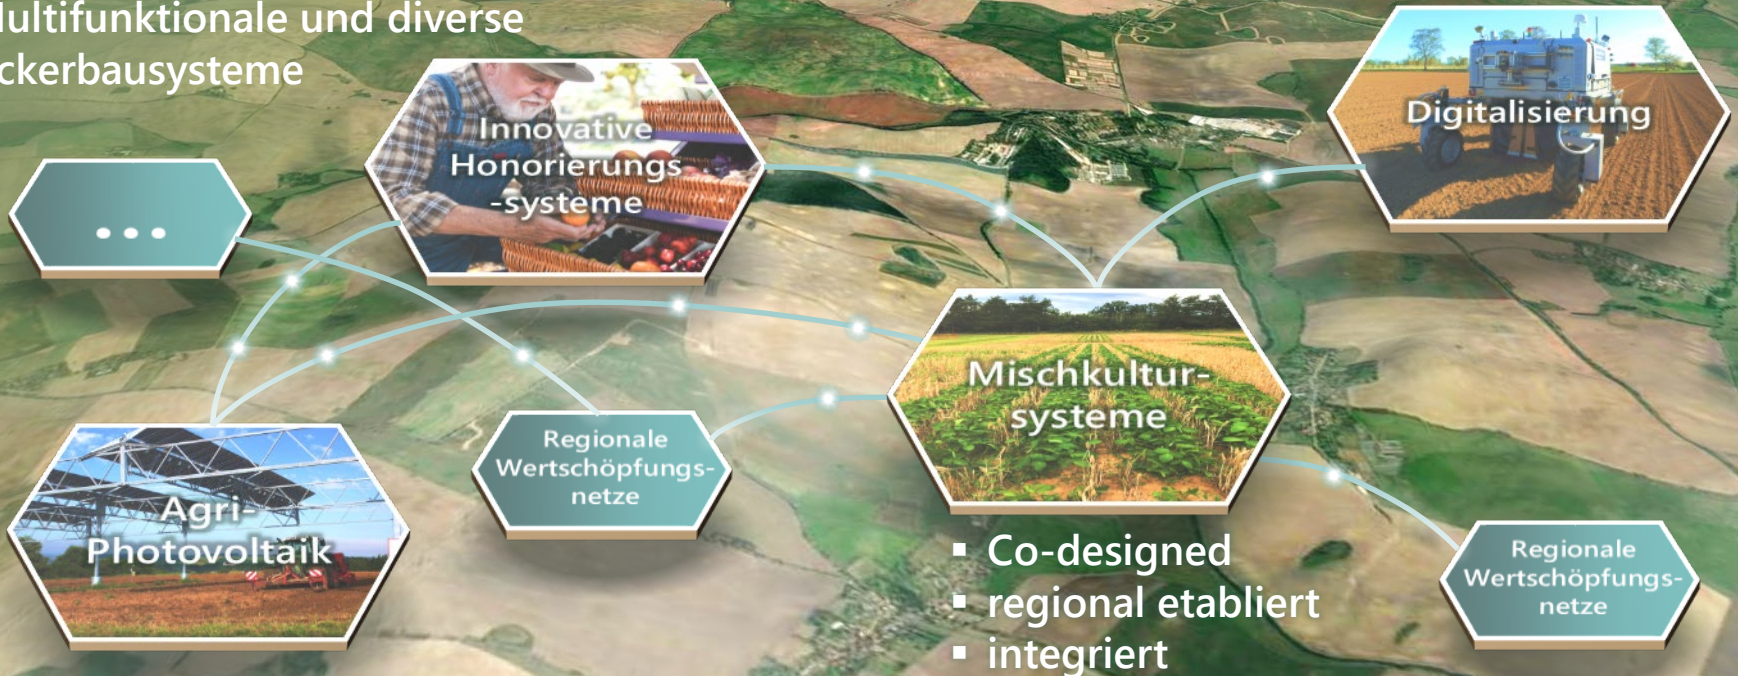 ultifunktionale und diverse
ckerbausysteme
Innovative
Honorierungs
-systeme
Digitalisierung
...
Mischkultur-
systeme
Regionale
Wertschöpfungs-
netze
Agri-
Photovoltaik
▪ Co-designed
▪ regional etabliert
▪ integriert
Regionale
Wertschöpfungs-
netze